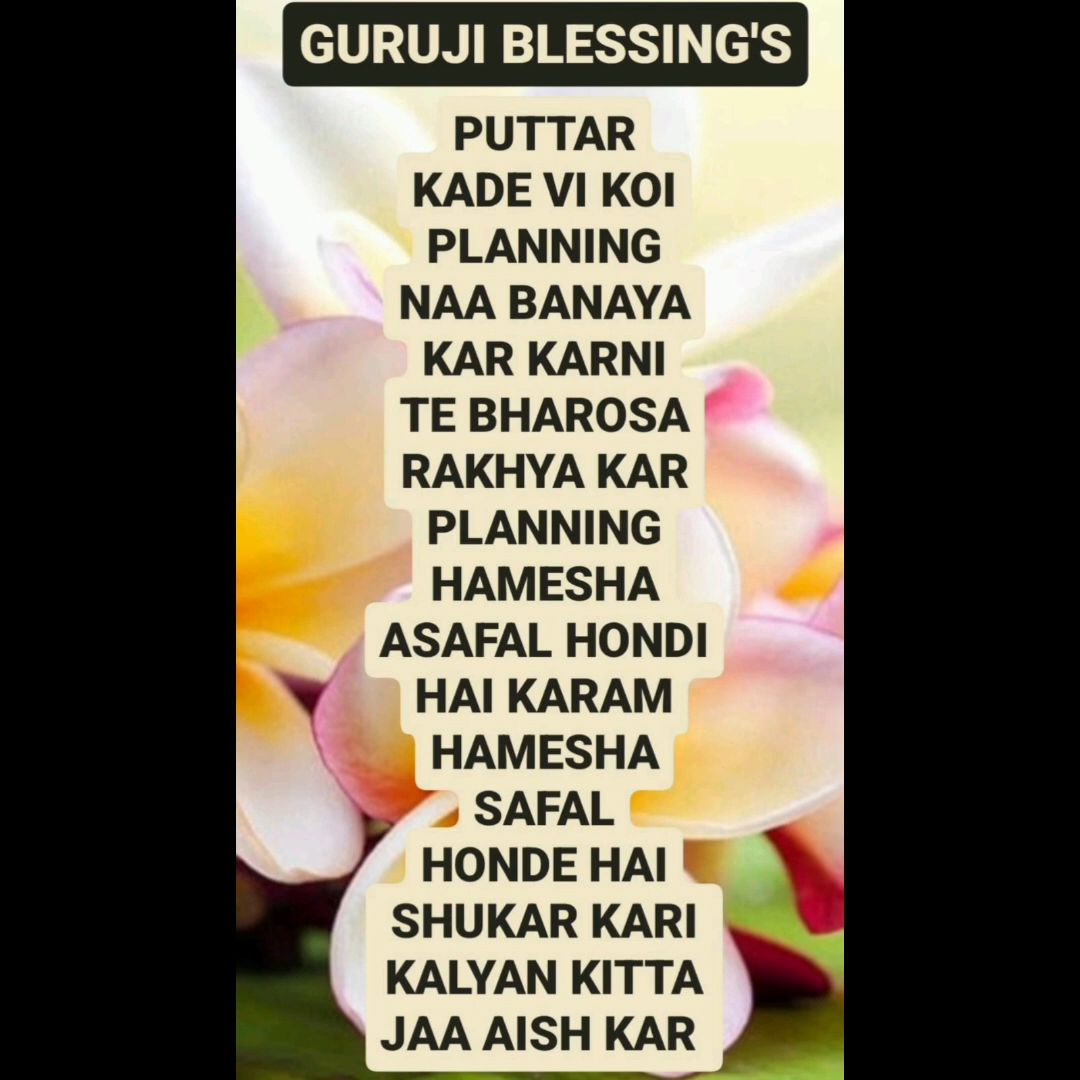 GURUJI BLESSING'S
PUTTAR
KADE VI KOI
PLANNING
NAA BANAYA
KAR KARNI
TE BHAROSA
RAKHYA KAR
PLANNING
HAMESHA
ASAFAL HONDI
HAI KARAM
HAMESHA
SAFAL
HONDE HAI
SHUKAR KARI
KALYAN KITTA
JAA AISH KAR